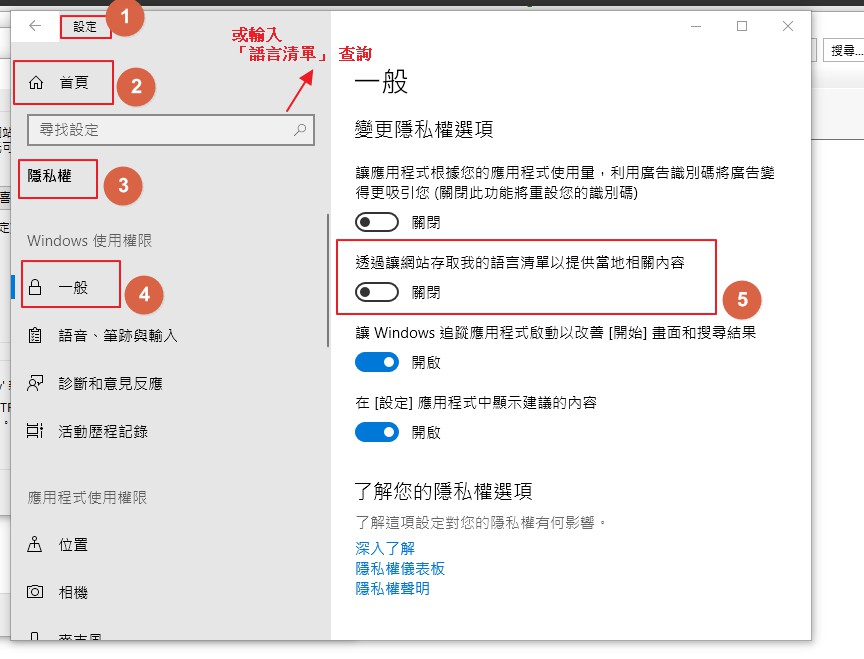 設定
1
或輸入
「語言清單」 查詢
搜尋...
首頁
2
尋找設定
隱私權
3
Windows 使用權限
一般
4
語音、筆跡與輸入
診斷和意見反應
活動歷程記錄
應用程式使用權限
位置
相機
麥克風
一般
變更隱私權選項
讓應用程式根據您的應用程式使用量，利用廣告識別碼將廣告變
得更吸引您 (關閉此功能將重設您的識別碼)
關閉
透過讓網站存取我的語言清單以提供當地相關內容
關閉
5
讓 Windows 追蹤應用程式啟動以改善 [開始] 畫面和搜尋結果
開啟
在 [設定] 應用程式中顯示建議的內容
開啟
了解您的隱私權選項
了解這項設定對您的隱私權有何影響。
深入了解
隱私權儀表板
隱私權聲明